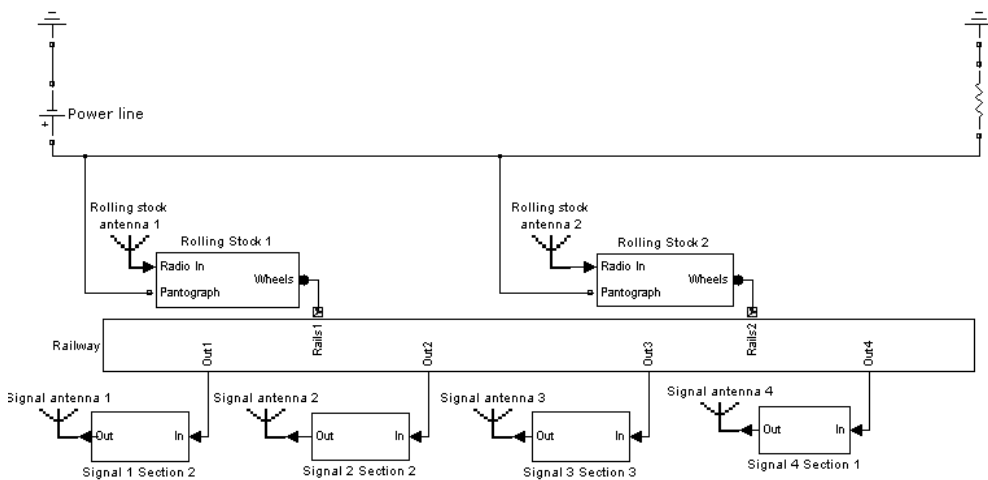 Power line
+
Rolling stock
antenna 1
Rolling stock
antenna 2
Rolling Stock 1
Rolling Stock 2
Radio In
Wheels
Pantograph
Radio In
Wheels
Pantograph
Railway
Out1
Rails1
Out2
Out3
Rails2
Out4
Signal antenna 1
Signal antenna 2
Signal antenna 3
Signal antenna 4
Out
In
Out
In
Out
In
Out
In
Signal 1 Section 2
Signal 2 Section 2
Signal 3 Section 3
Signal 4 Section 1